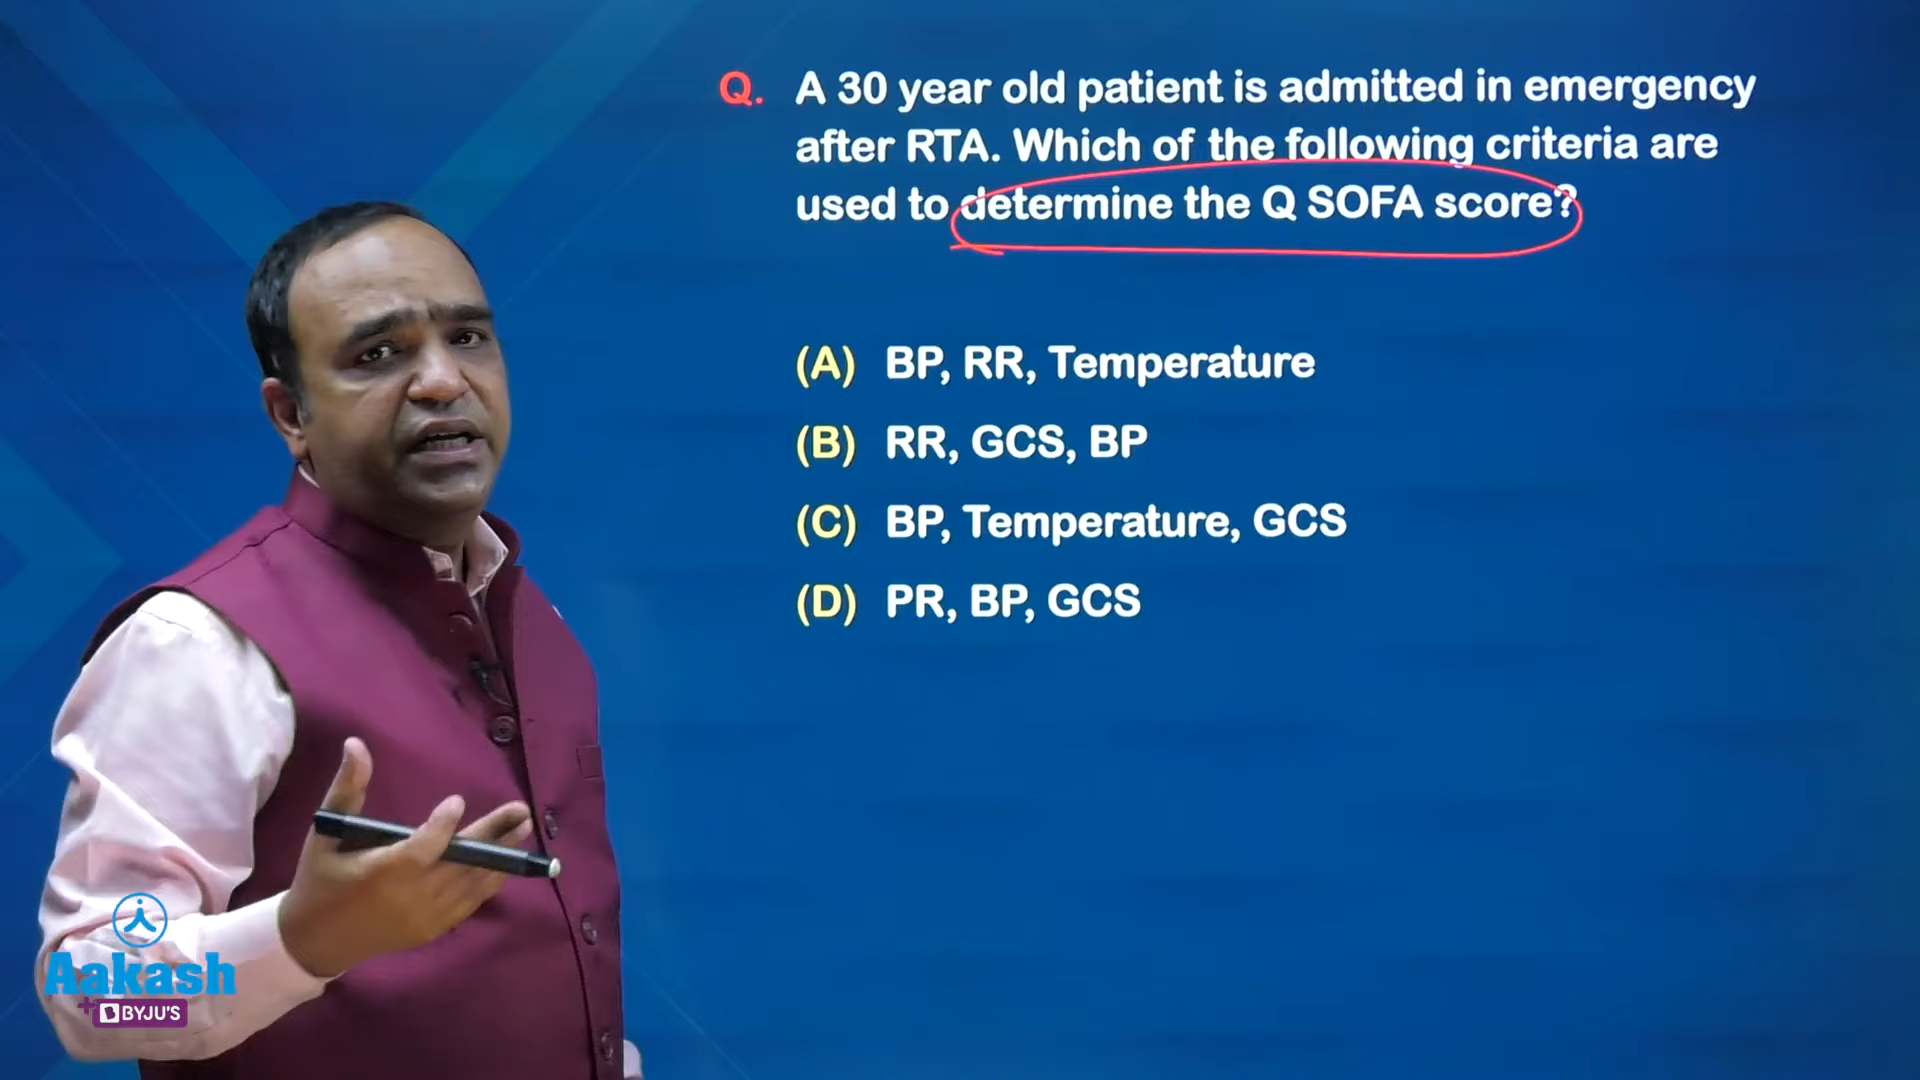 Q. A 30 year old patient is admitted in emergency
after RTA. Which of the following criteria are
used to determine the Q SOFA score?
(A) BP, RR, Temperature
(B) RR, GCS, BP
(C) BP, Temperature, GCS
(D) PR, BP, GCS
Aakash
+ BYJU'S